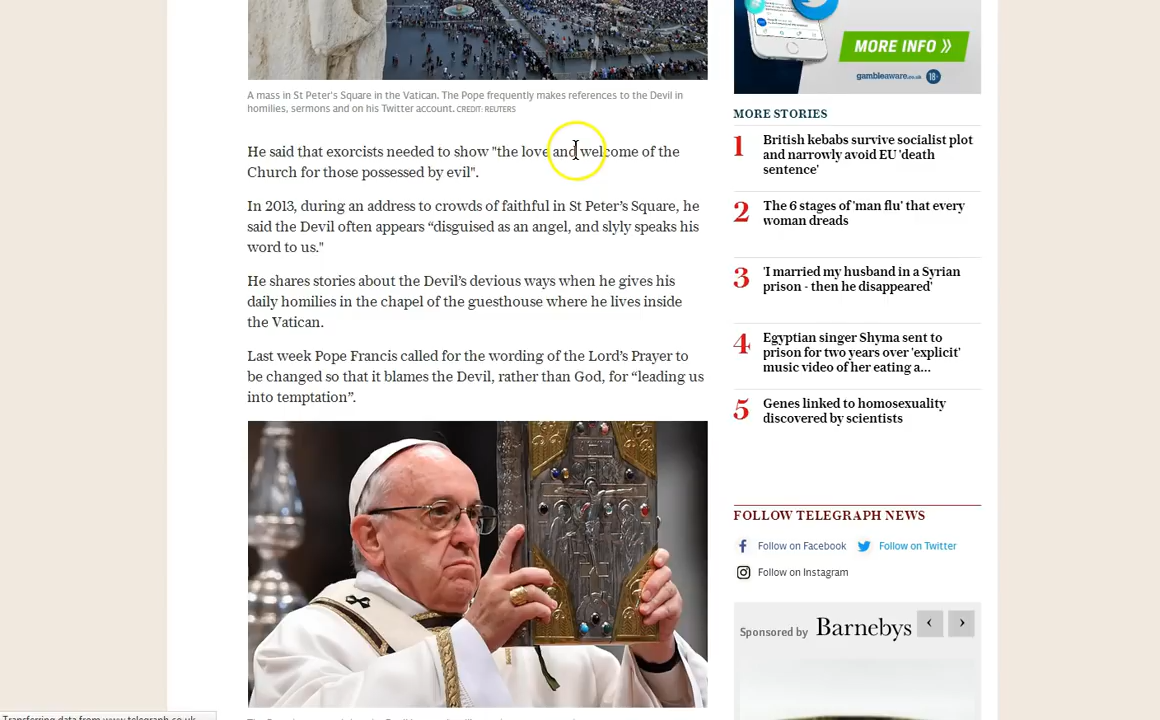 MORE INFO »
gambleaware.co.uk 18+
A mass in St Peter's Square in the Vatican. The Pope frequently makes references to the Devil in
homilies, sermons and on his Twitter account. CREDIT: REUTERS
He said that exorcists needed to show "the love and welcome of the
Church for those possessed by evil".
In 2013, during an address to crowds of faithful in St Peter’s Square, he
said the Devil often appears “disguised as an angel, and slyly speaks his
word to us."
He shares stories about the Devil’s devious ways when he gives his
daily homilies in the chapel of the guesthouse where he lives inside
the Vatican.
Last week Pope Francis called for the wording of the Lord’s Prayer to
be changed so that it blames the Devil, rather than God, for “leading us
into temptation”.
MORE STORIES
1 British kebabs survive socialist plot
and narrowly avoid EU 'death
sentence'
2 The 6 stages of 'man flu' that every
woman dreads
3 'I married my husband in a Syrian
prison - then he disappeared'
4 Egyptian singer Shyma sent to
prison for two years over 'explicit'
music video of her eating a...
5 Genes linked to homosexuality
discovered by scientists
FOLLOW TELEGRAPH NEWS
Follow on Facebook Follow on Twitter
Follow on Instagram
Sponsored by Barnebys
Transferring data from www.telegraph.co.uk...